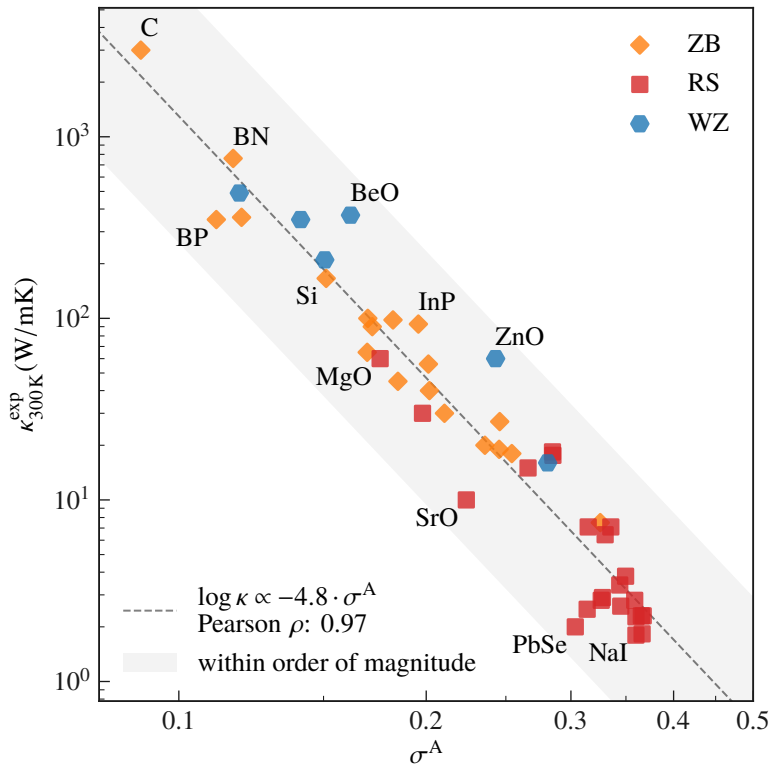 C
ZB
RS
WZ
BN
BeO
BP
Si
InP
ZnO
MgO
SrO
PbSe
NaI
log κ ∝ −4.8 · σ^A
Pearson ρ: 0.97
within order of magnitude
10^3
10^2
10^1
10^0
κ^exp_300 K (W/mK)
0.1
0.2
0.3
0.4
0.5
σ^A